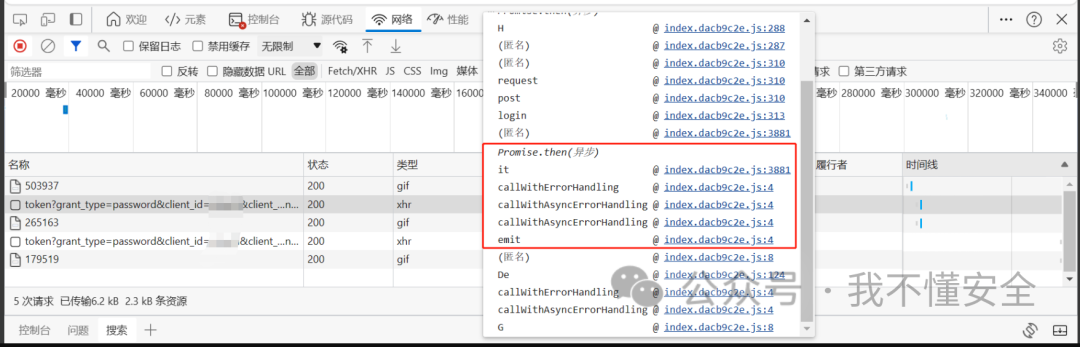 欢迎 元素 控制台 源代码 网络 性能
保留日志 禁用缓存 无限制
筛选器 反转 隐藏数据 URL 全部 Fetch/XHR JS CSS Img 媒体 求 第三方请求
20000 毫秒 40000 毫秒 60000 毫秒 80000 毫秒 100000 毫秒 120000 毫秒 140000 毫秒 16000 280000 毫秒 300000 毫秒 320000 毫秒 340000 毫
名称 状态 类型 履行者 时间线
503937 200 gif
token?grant_type=password&client_id= &client_...n... 200 xhr
265163 200 gif
token?grant_type=password&client_id= &client_...n... 200 xhr
179519 200 gif
5 次请求 已传输6.2 kB 2.3 kB 资源
控制台 问题 搜索
Promise.then(异步)
H @ index.dacb9c2e.js:288
(匿名) @ index.dacb9c2e.js:287
(匿名) @ index.dacb9c2e.js:310
request @ index.dacb9c2e.js:310
post @ index.dacb9c2e.js:310
login @ index.dacb9c2e.js:313
(匿名) @ index.dacb9c2e.js:3881
Promise.then(异步)
it @ index.dacb9c2e.js:3881
callWithErrorHandling @ index.dacb9c2e.js:4
callWithAsyncErrorHandling @ index.dacb9c2e.js:4
callWithAsyncErrorHandling @ index.dacb9c2e.js:4
emit @ index.dacb9c2e.js:4
(匿名) @ index.dacb9c2e.js:8
De @ index.dacb9c2e.js:124
callWithErrorHandling @ index.dacb9c2e.js:4
callWithAsyncErrorHandling @ index.dacb9c2e.js:4
G @ index.dacb9c2e.js:8
公众号 · 我不懂安全